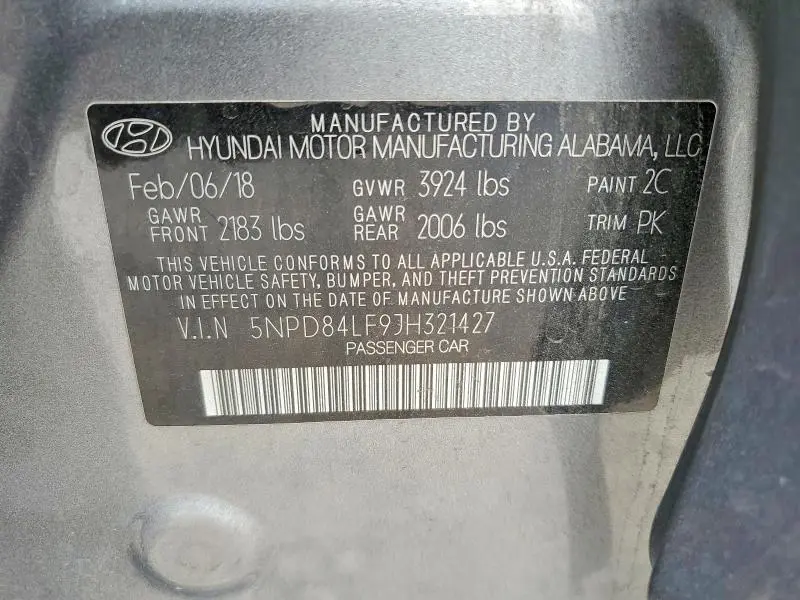 MANUFACTURED BY
HYUNDAI MOTOR MANUFACTURING ALABAMA, LLC
Feb/06/18 GVWR 3924 lbs PAINT 2C
GAWR FRONT 2183 lbs GAWR REAR 2006 lbs TRIM PK
THIS VEHICLE CONFORMS TO ALL APPLICABLE U.S.A. FEDERAL
MOTOR VEHICLE SAFETY, BUMPER, AND THEFT PREVENTION STANDARDS
IN EFFECT ON THE DATE OF MANUFACTURE SHOWN ABOVE
V.I.N 5NPD84LF9JH321427
PASSENGER CAR